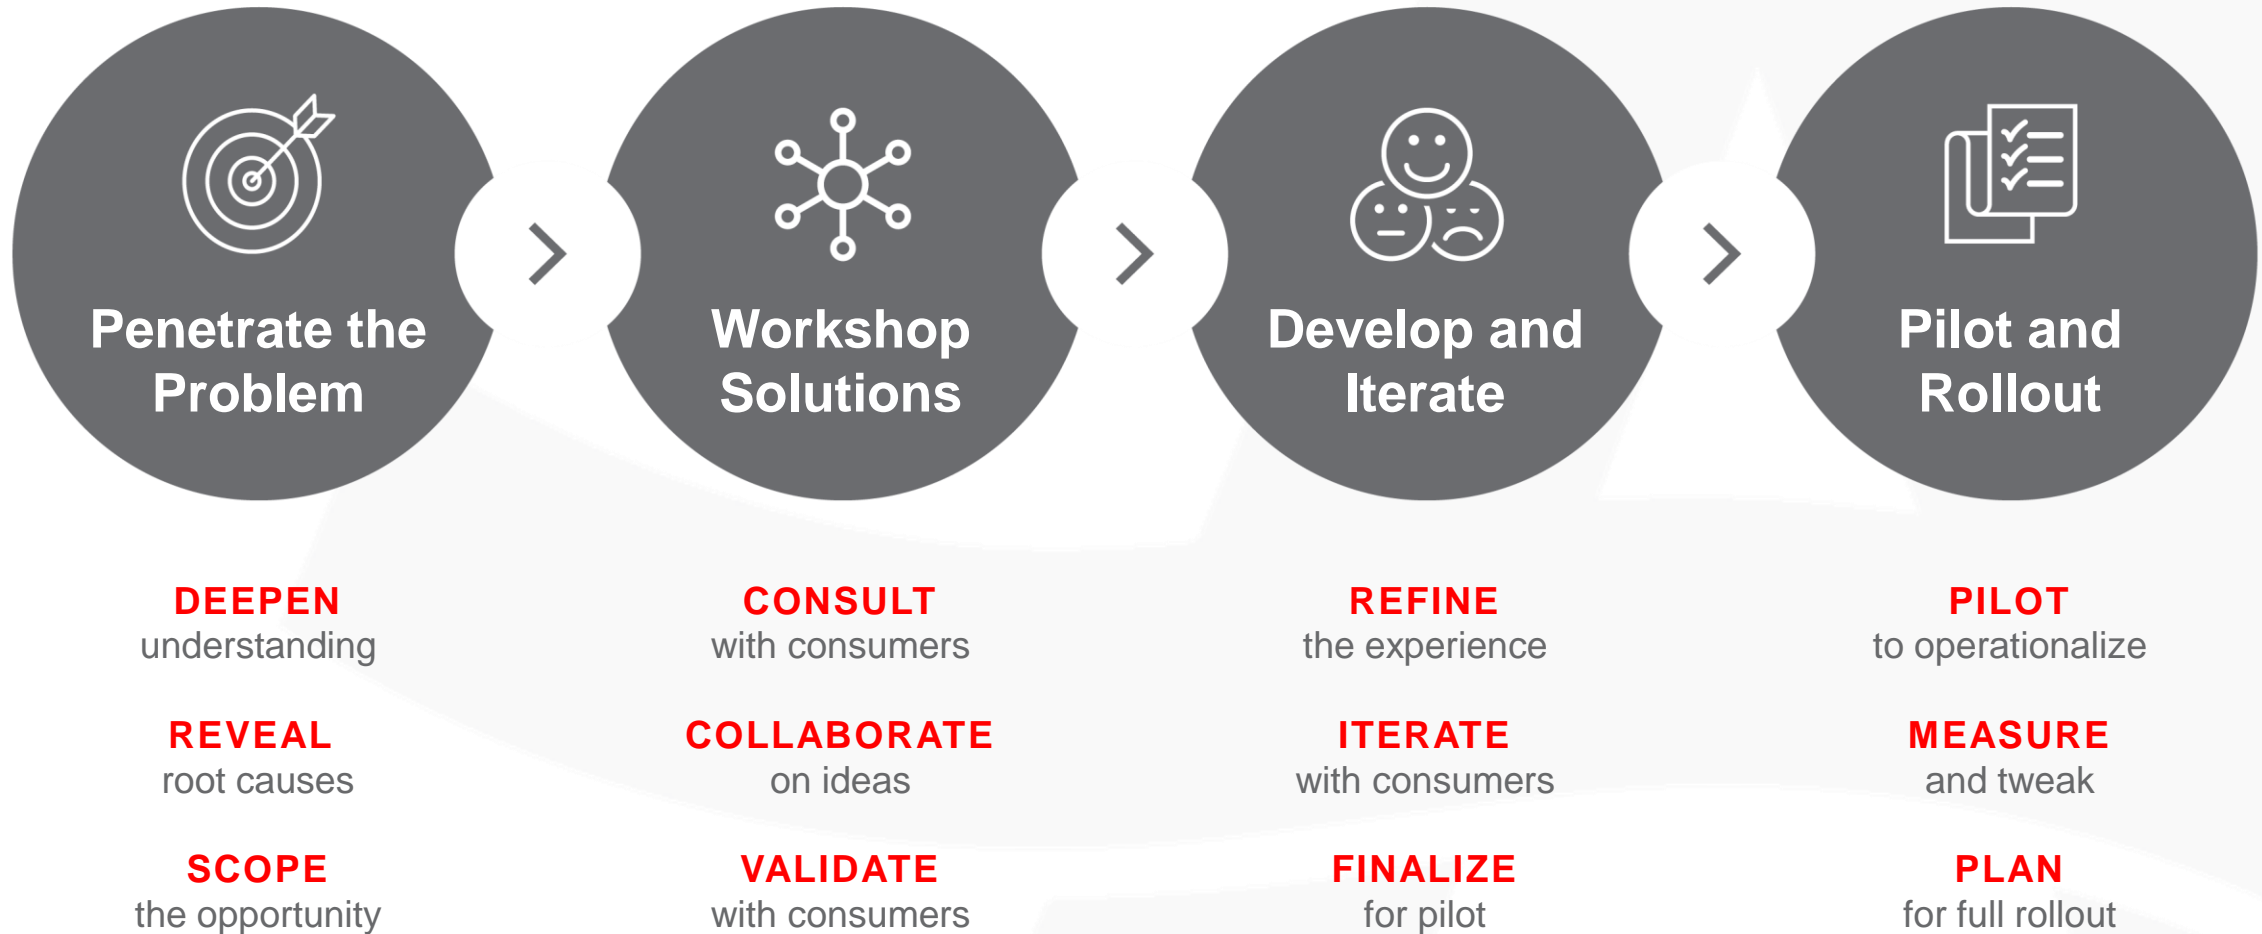 Penetrate the
Problem
Workshop
Solutions
Develop and
Iterate
Pilot and
Rollout
DEEPEN
understanding
REVEAL
root causes
SCOPE
the opportunity
CONSULT
with consumers
COLLABORATE
on ideas
VALIDATE
with consumers
REFINE
the experience
ITERATE
with consumers
FINALIZE
for pilot
PILOT
to operationalize
MEASURE
and tweak
PLAN
for full rollout